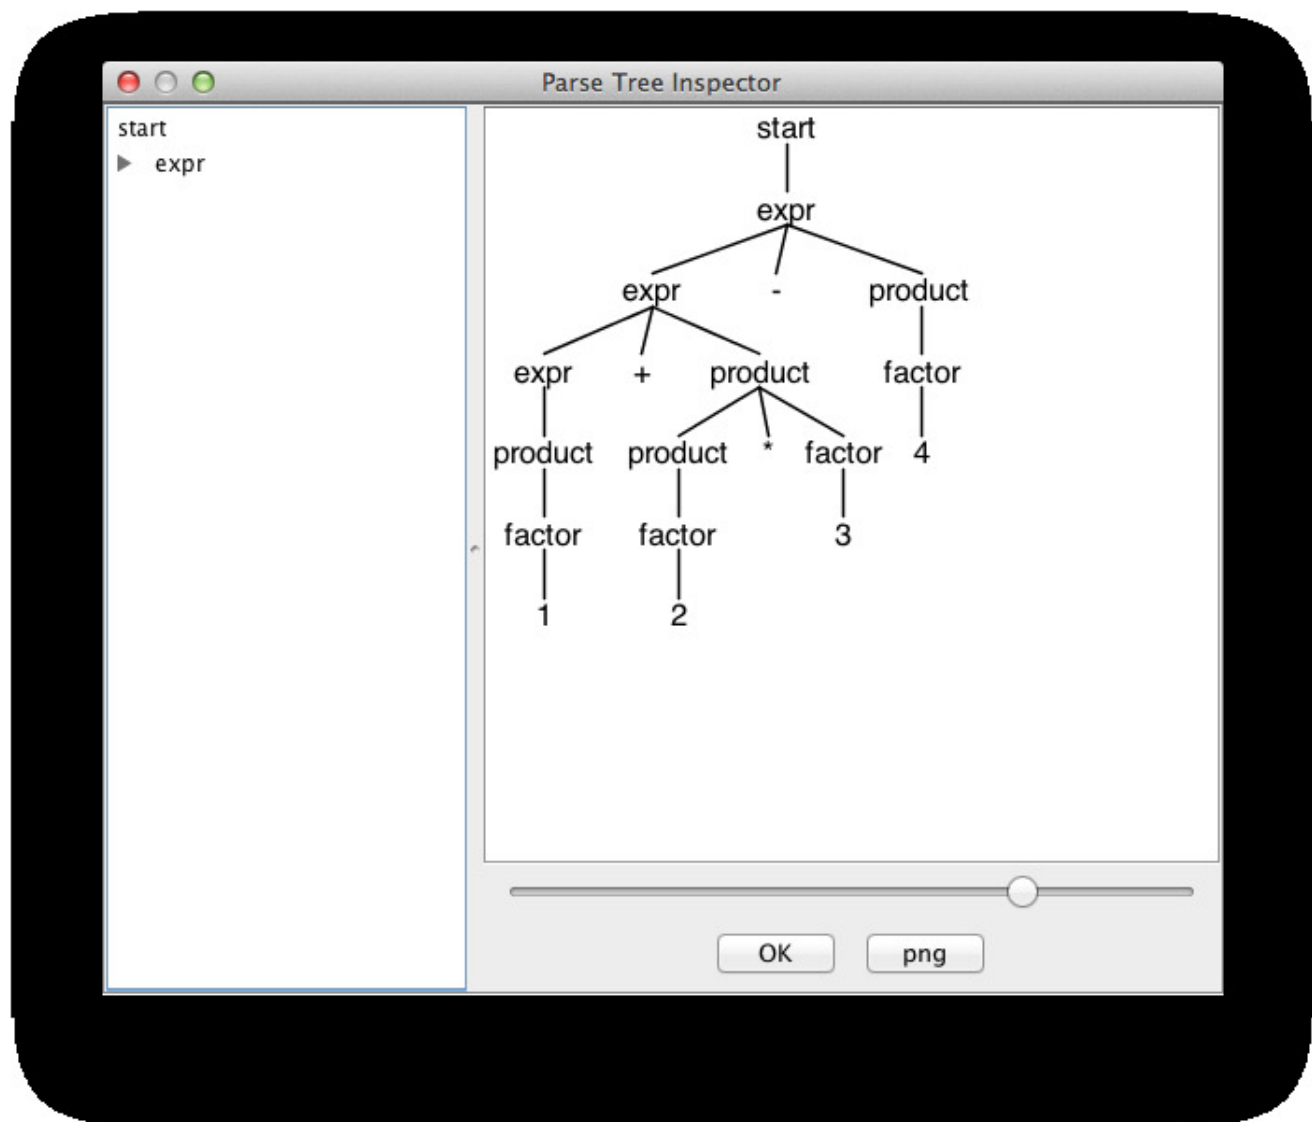 Parse Tree Inspector
start
expr
start
expr
expr - product
expr + product factor
product product * factor 4
factor factor 3
1 2
OK png